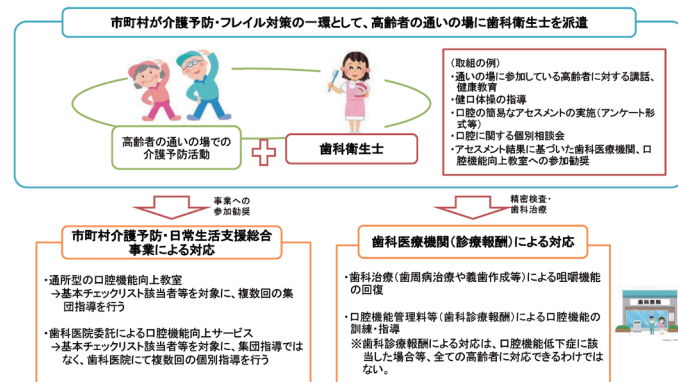 市町村が介護予防・フレイル対策の一環として、高齢者の通いの場に歯科衛生士を派遣
高齢者の通いの場での
介護予防活動
歯科衛生士
(取組の例)
・通いの場に参加している高齢者に対する講話、
健康教育
・健口体操の指導
・口腔の簡易なアセスメントの実施(アンケート形
式等)
・口腔に関する個別相談会
・アセスメント結果に基づいた歯科医療機関、口
腔機能向上教室への参加勧奨
事業への
参加勧奨
精密検査・
歯科治療
市町村介護予防・日常生活支援総合
事業による対応
・通所型の口腔機能向上教室
→基本チェックリスト該当者等を対象に、複数回の集
団指導を行う
・歯科医院委託による口腔機能向上サービス
→基本チェックリスト該当者等を対象に、集団指導では
なく、歯科医院にて複数回の個別指導を行う
歯科医療機関(診療報酬)による対応
・歯科治療(歯周病治療や義歯作成等)による咀嚼機能
の回復
・口腔機能管理料等(歯科診療報酬)による口腔機能の
訓練・指導
※歯科診療報酬による対応は、口腔機能低下症に該
当した場合等、全ての高齢者に対応できるわけでは
ない。
歯科医院